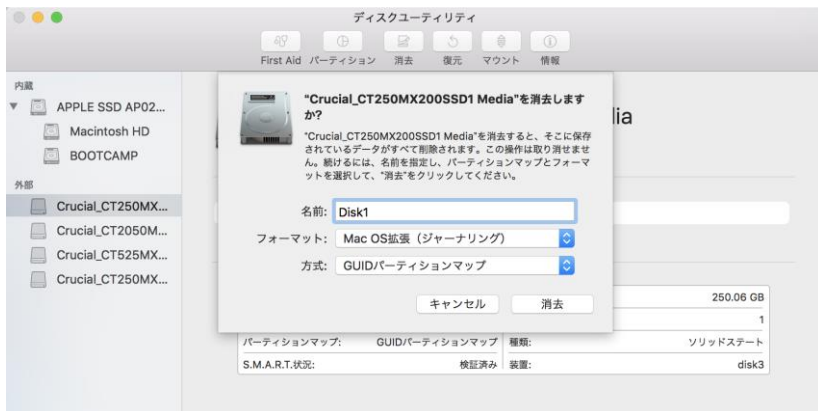 ディスクユーティリティ
First Aid パーティション 消去 復元 マウント 情報
内蔵
APPLE SSD AP02...
Macintosh HD
BOOTCAMP
外部
Crucial_CT250MX...
Crucial_CT2050M...
Crucial_CT525MX...
Crucial_CT250MX...
dia
"Crucial_CT250MX200SSD1 Media"を消去します
か?
"Crucial_CT250MX200SSD1 Media"を消去すると、そこに保存
されているデータがすべて削除されます。この操作は取り消せませ
ん。続けるには、名前を指定し、パーティションマップとフォーマ
ットを選択して、"消去"をクリックしてください。
名前: Disk1
フォーマット: Mac OS拡張（ジャーナリング）
方式: GUIDパーティションマップ
キャンセル 消去
250.06 GB
1
パーティションマップ: GUIDパーティションマップ 種類: ソリッドステート
S.M.A.R.T.状況: 検証済み 装置: disk3